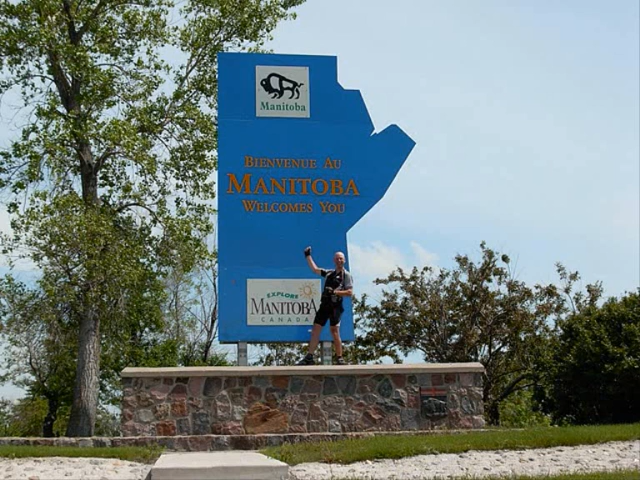 Manitoba
BIENVENUE AU
MANITOBA
WELCOMES YOU
EXPLORE
MANITOBA
CANADA